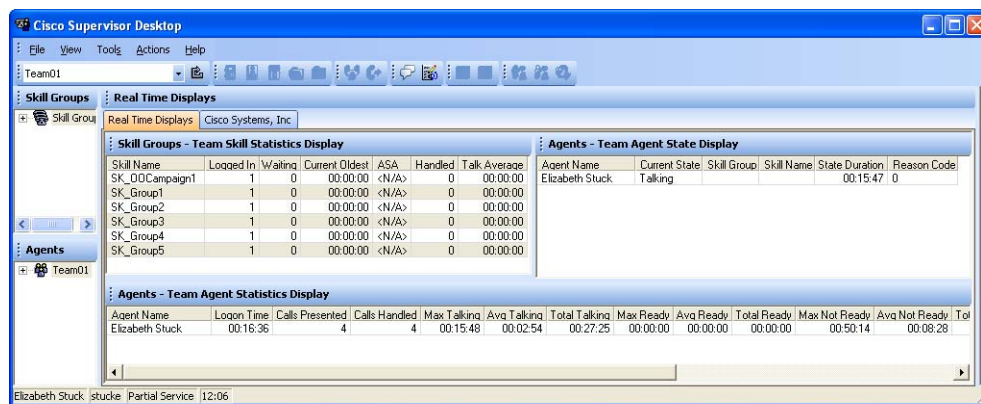 Cisco Supervisor Desktop
File View Tools Actions Help
Team01
Skill Groups
Skill Grou
Agents
Team01
Real Time Displays
Real Time Displays Cisco Systems, Inc
Skill Groups - Team Skill Statistics Display
Skill Name Logged In Waiting Current Oldest ASA Handled Talk Average
SK_DOCampaign1 1 0 00:00:00 <N/A> 0 00:00:00
SK_Group1 1 0 00:00:00 <N/A> 0 00:00:00
SK_Group2 1 0 00:00:00 <N/A> 0 00:00:00
SK_Group3 1 0 00:00:00 <N/A> 0 00:00:00
SK_Group4 1 0 00:00:00 <N/A> 0 00:00:00
SK_Group5 1 0 00:00:00 <N/A> 0 00:00:00
Agents - Team Agent State Display
Agent Name Current State Skill Group Skill Name State Duration Reason Code
Elizabeth Stuck Talking 00:15:47 0
Agents - Team Agent Statistics Display
Agent Name Logon Time Calls Presented Calls Handled Max Talking Avg Talking Total Talking Max Ready Avg Ready Total Ready Max Not Ready Avg Not Ready Tot
Elizabeth Stuck 00:16:36 4 4 00:15:48 00:02:54 00:27:25 00:00:00 00:00:00 00:00:00 00:50:14 00:08:28
Elizabeth Stuck stucke Partial Service 12:06